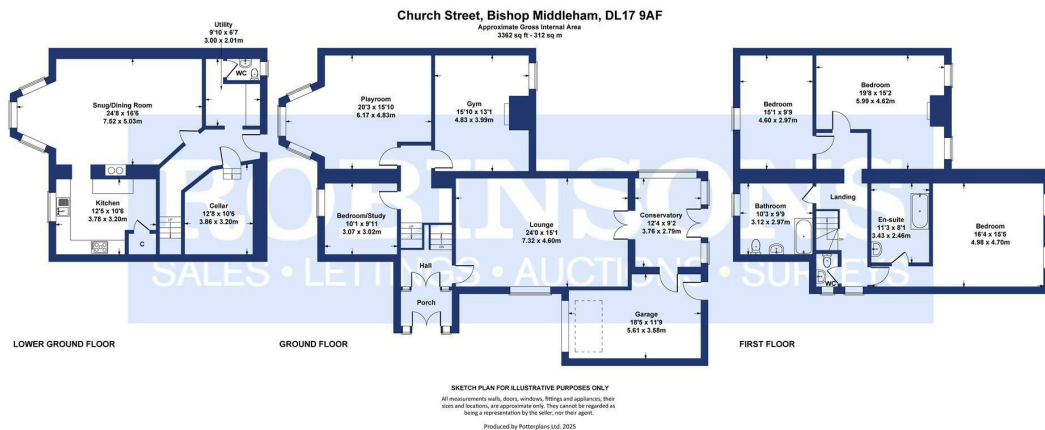 Church Street, Bishop Middleham, DL17 9AF
Approximate Gross Internal Area
3362 sq ft - 312 sq m
Utility
9'10 x 6'7
3.00 x 2.01m
WC
Snug/Dining Room
24'8 x 16'6
7.52 x 5.03m
Kitchen
12'5 x 10'6
3.78 x 3.20m
C
Cellar
12'8 x 10'6
3.86 x 3.20m
UP
LOWER GROUND FLOOR
Playroom
20'3 x 15'10
6.17 x 4.83m
Gym
15'10 x 13'1
4.83 x 3.99m
Bedroom/Study
10'1 x 9'11
3.07 x 3.02m
Lounge
24'0 x 15'1
7.32 x 4.60m
Conservatory
12'4 x 9'2
3.76 x 2.79m
Hall
Porch
Garage
18'5 x 11'9
5.61 x 3.58m
GROUND FLOOR
Bedroom
15'1 x 9'9
4.60 x 2.97m
Bedroom
19'8 x 15'2
5.99 x 4.62m
Bathroom
10'3 x 9'9
3.12 x 2.97m
Landing
En-suite
11'3 x 8'1
3.43 x 2.46m
Bedroom
16'4 x 15'5
4.98 x 4.70m
WC
FIRST FLOOR
ROBINSONS
SALES • LETTINGS • AUCTIONS • SURVEYS
SKETCH PLAN FOR ILLUSTRATIVE PURPOSES ONLY
All measurements walls, doors, windows, fittings and appliances, their
sizes and locations, are approximate only. They cannot be regarded as
being a representation by the seller, nor their agent.
Produced by Potterplans Ltd. 2025